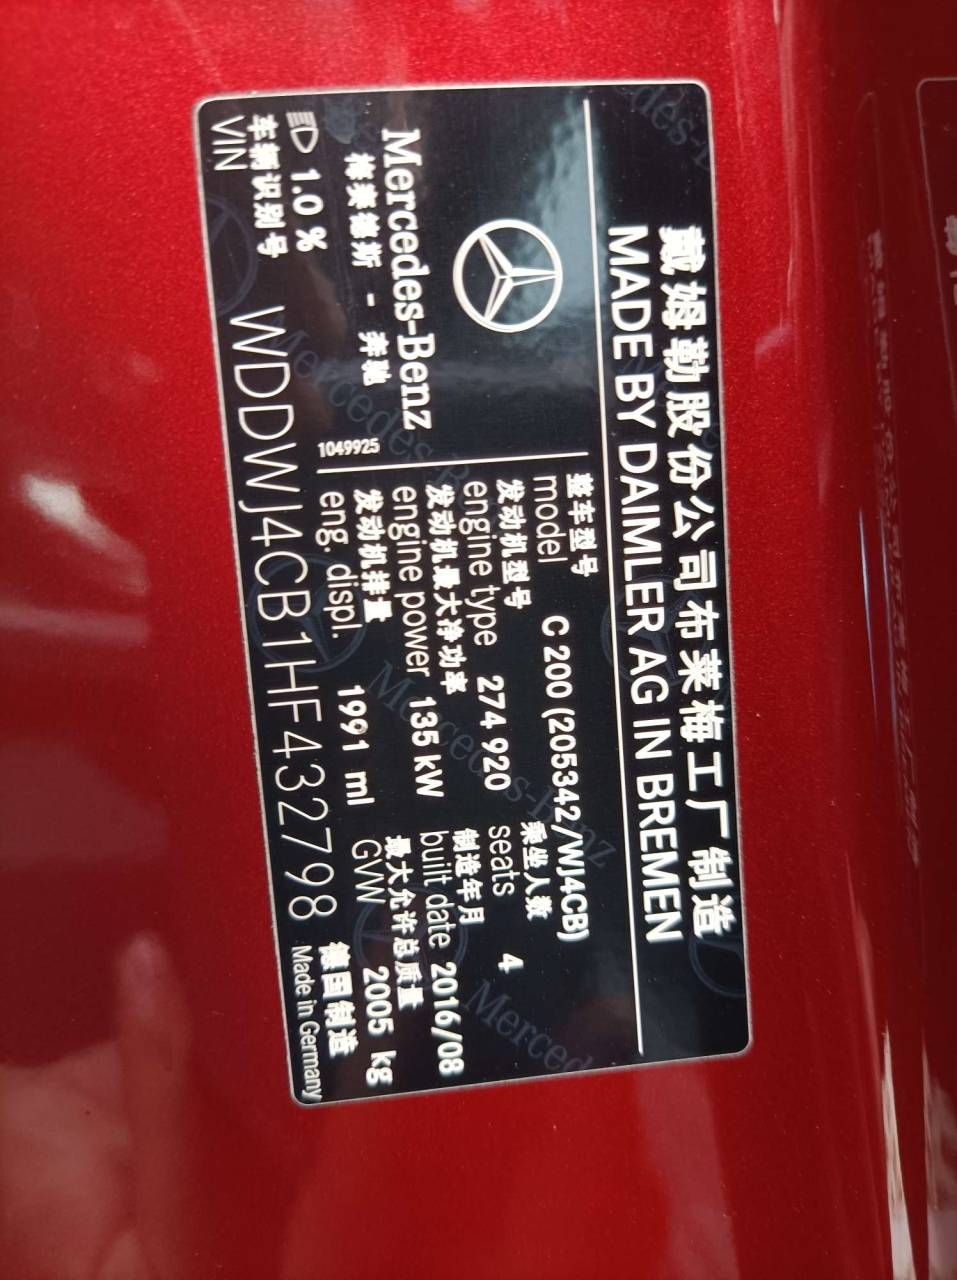 戴姆勒股份公司布莱梅工厂制造
MADE BY DAIMLER AG IN BREMEN
Mercedes-Benz
梅赛德斯 - 奔驰
1.0 %
1049925
整车型号
model C 200 (205342/WJ4CB)
发动机型号
engine type 274 920
乘坐人数
seats 4
发动机最大净功率
engine power 135 kW
制造年月
built date 2016/08
发动机排量
eng. displ. 1991 ml
最大允许总质量
GVW 2005 kg
车辆识别号
VIN WDDWJ4CB1HF432798
德国制造
Made in Germany